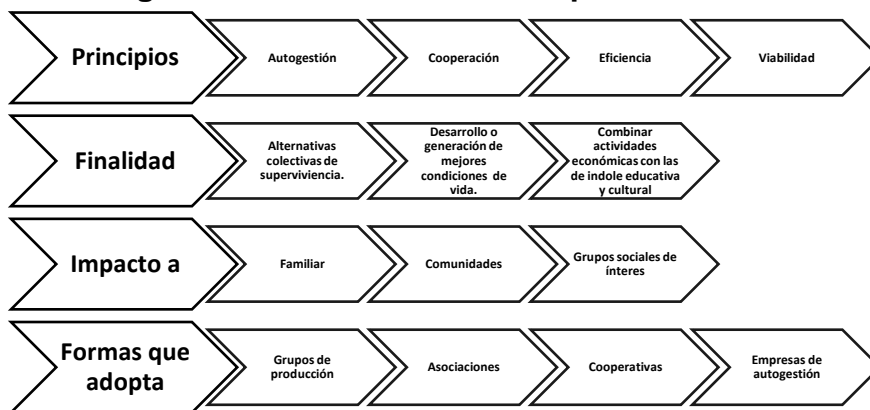 Principios
Autogestión
Cooperación
Eficiencia
Viabilidad
Finalidad
Alternativas
colectivas de
superviviencia.
Desarrollo o
generación de
mejores
condiciones de
vida.
Combinar
actividades
económicas con las
de indole educativa
y cultural
Impacto a
Familiar
Comunidades
Grupos sociales de
ínteres
Formas que
adopta
Grupos de
producción
Asociaciones
Cooperativas
Empresas de
autogestión